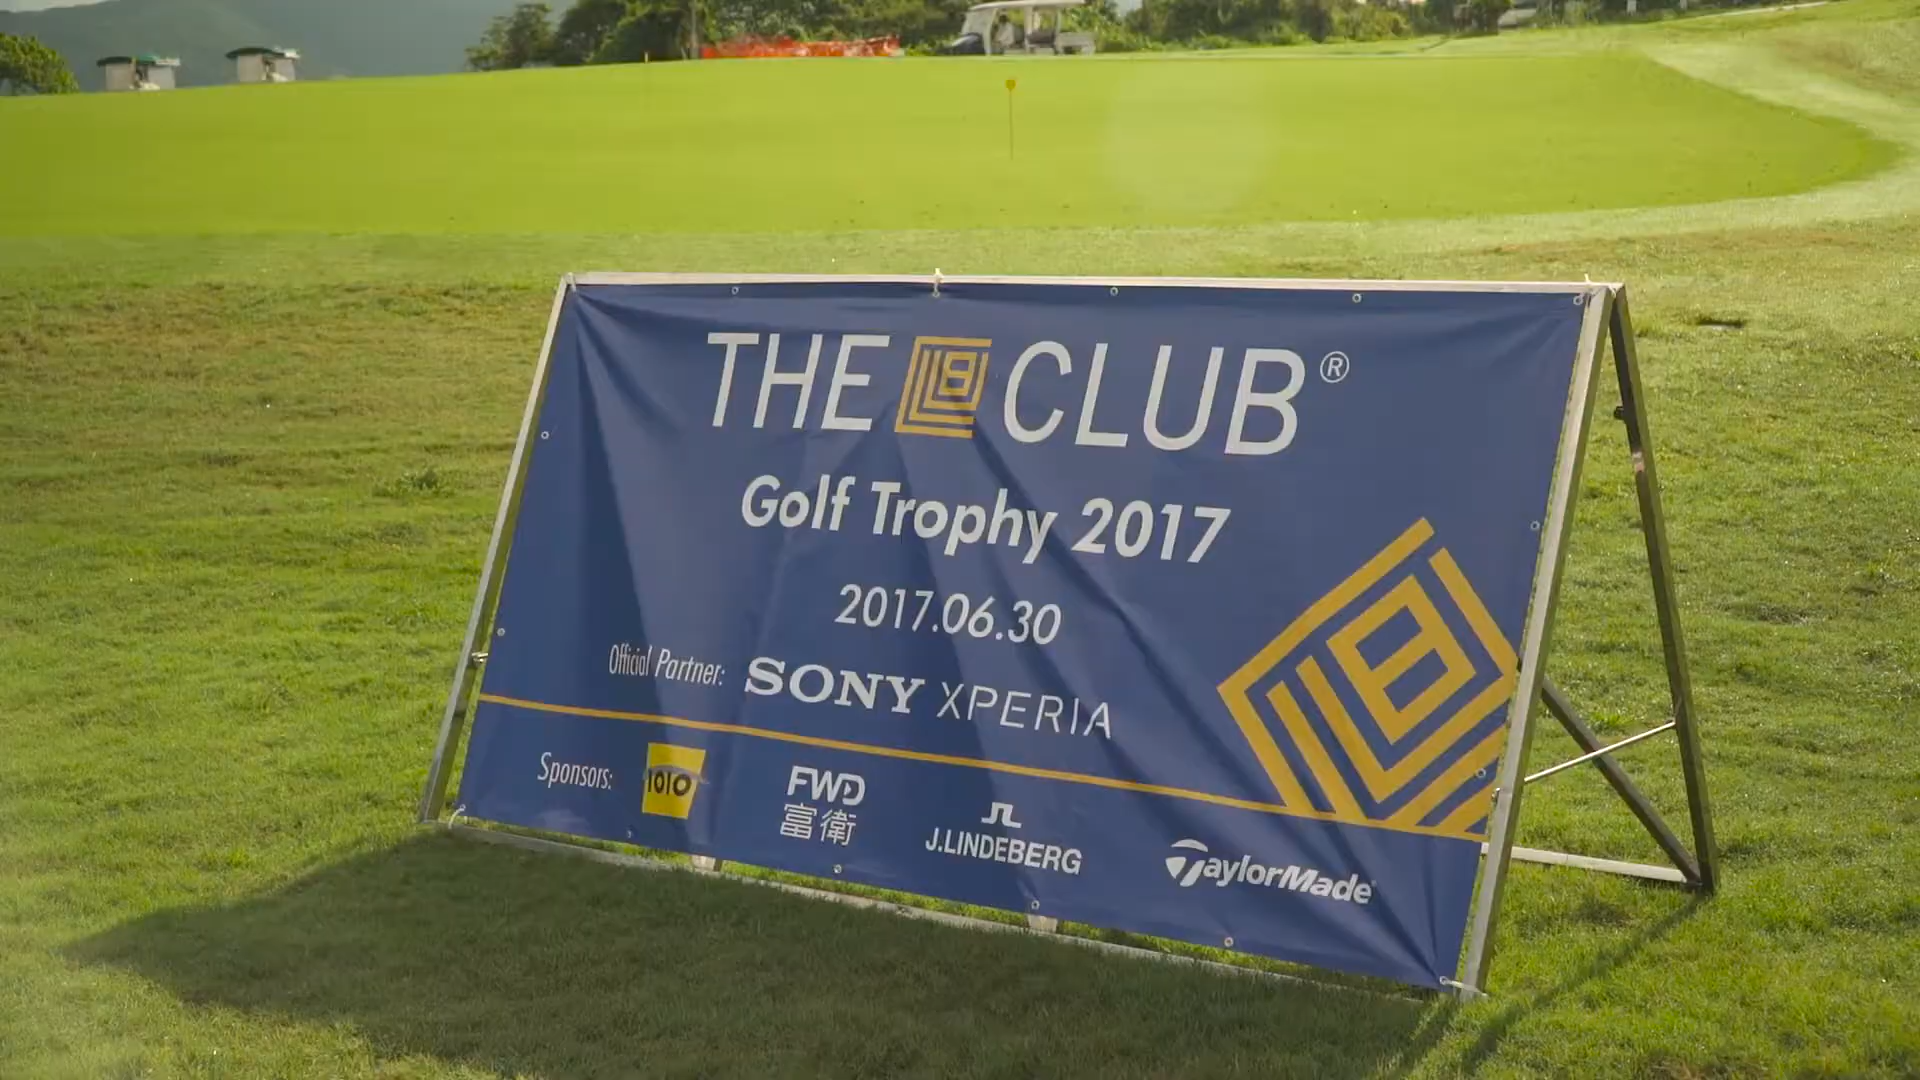 THE CLUB®
Golf Trophy 2017
2017.06.30
Official Partner: SONY XPERIA
Sponsors: 1010 FWD 富衛 J.LINDEBERG TaylorMade